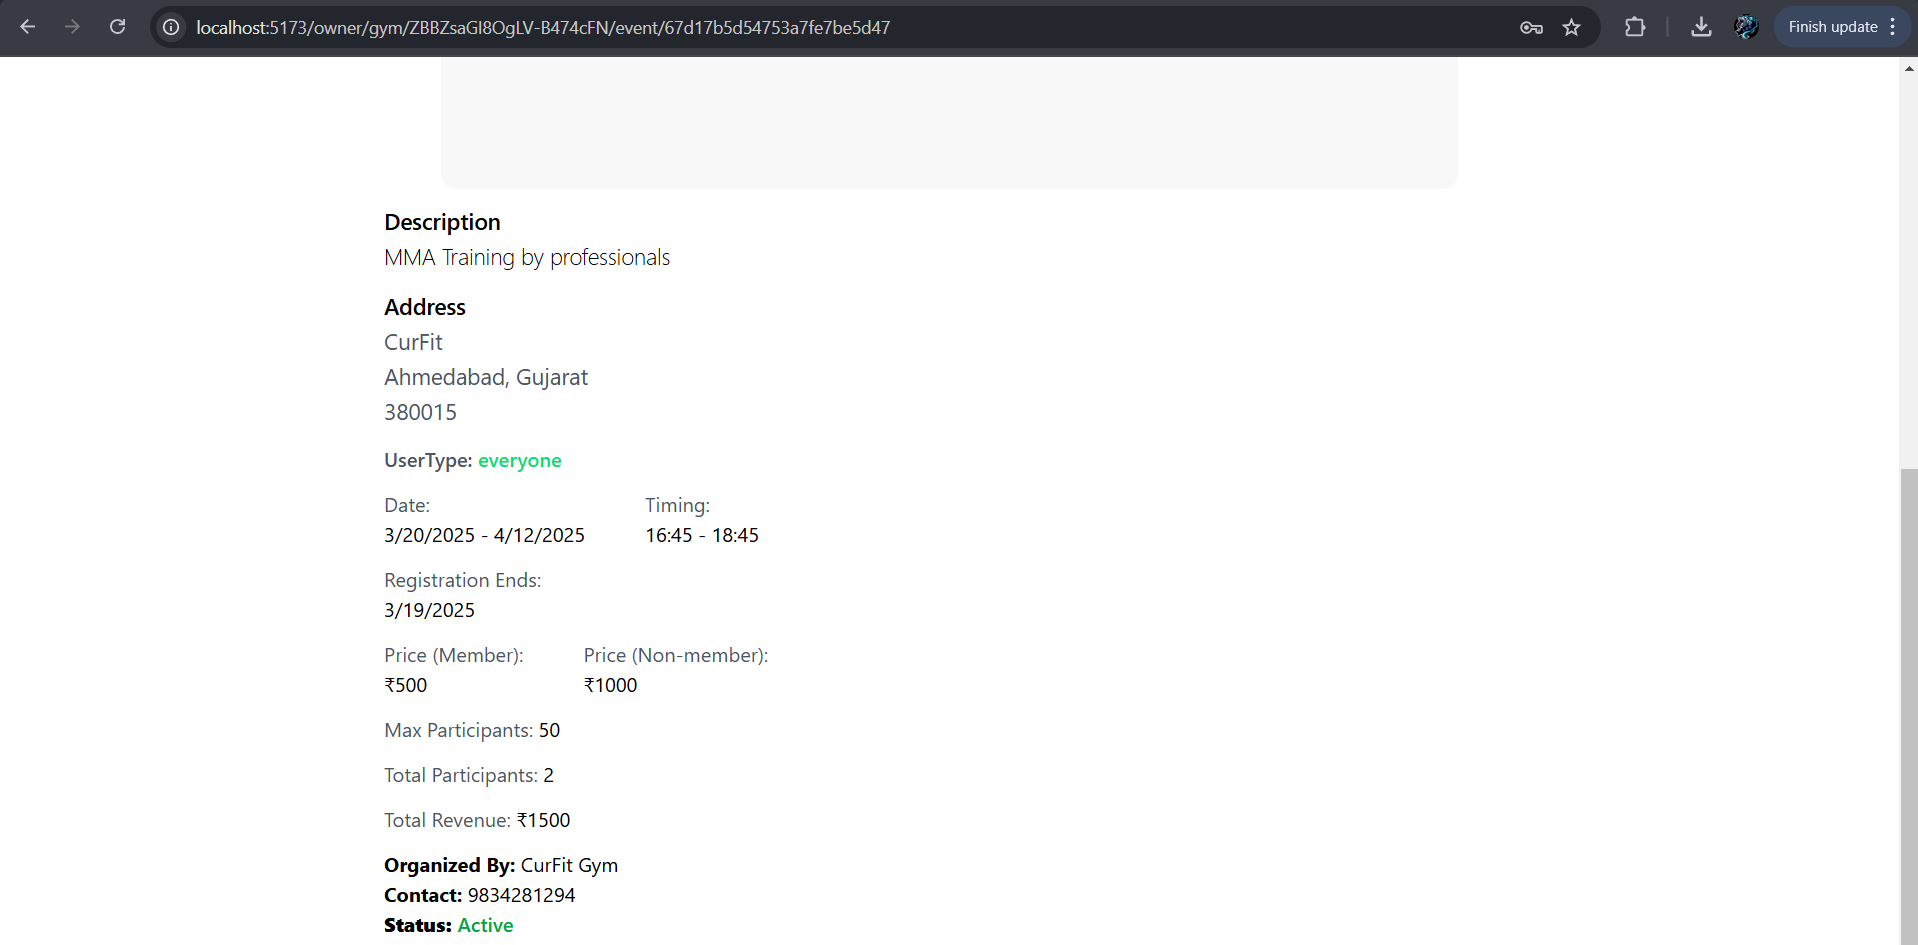 localhost:5173/owner/gym/ZBBZsaGI8OgLV-B474cFN/event/67d17b5d54753a7fe7be5d47
Finish update
Description
MMA Training by professionals
Address
CurFit
Ahmedabad, Gujarat
380015
UserType: everyone
Date: Timing:
3/20/2025 - 4/12/2025 16:45 - 18:45
Registration Ends:
3/19/2025
Price (Member): Price (Non-member):
₹500 ₹1000
Max Participants: 50
Total Participants: 2
Total Revenue: ₹1500
Organized By: CurFit Gym
Contact: 9834281294
Status: Active